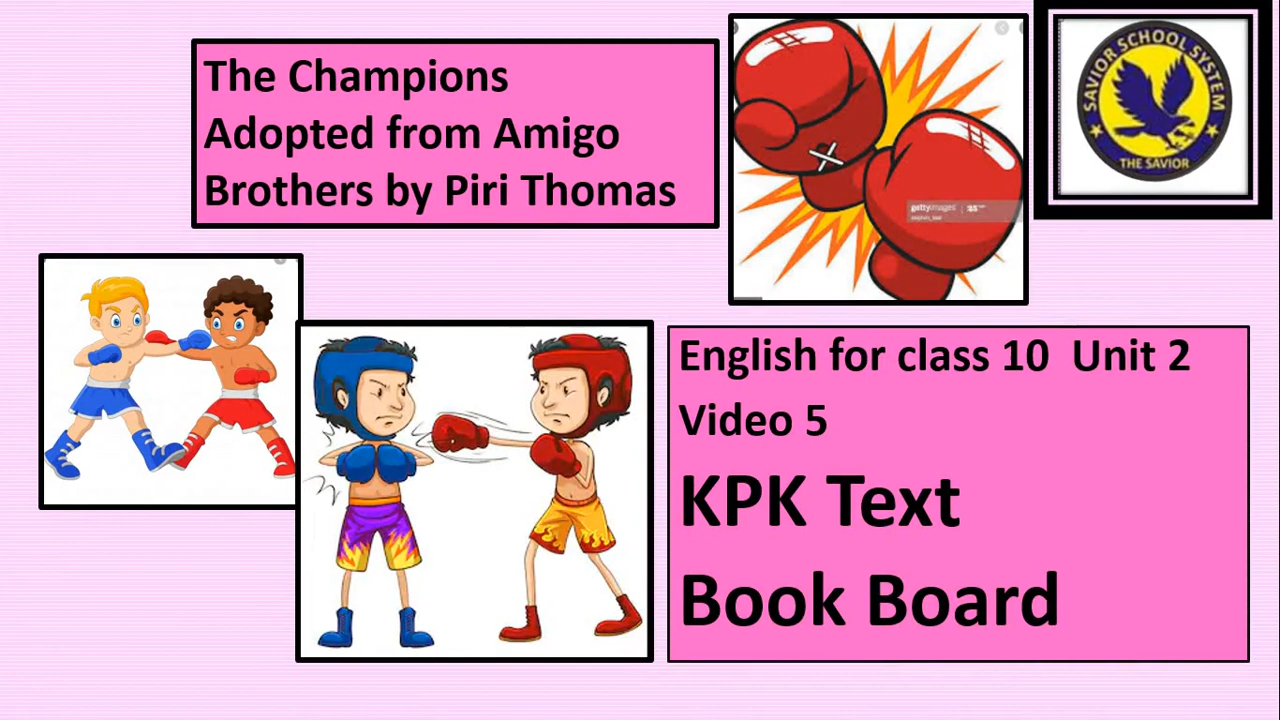 The Champions
Adopted from Amigo
Brothers by Piri Thomas
gettyimages
SAVIOR SCHOOL SYSTEM
THE SAVIOR
English for class 10 Unit 2
Video 5
KPK Text
Book Board